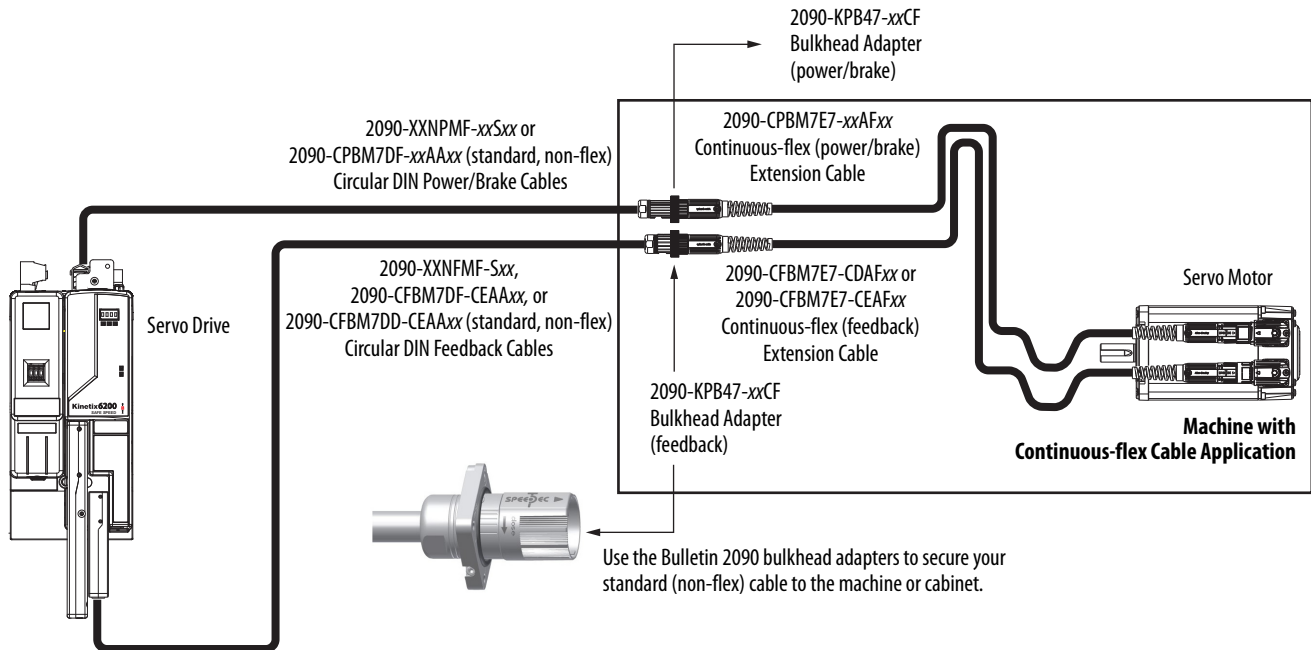 2090-KPB47-xxCF
Bulkhead Adapter
(power/brake)
2090-XXNPMF-xxSxx or
2090-CPBM7DF-xxAAxx (standard, non-flex)
Circular DIN Power/Brake Cables
2090-CPBM7E7-xxAFxx
Continuous-flex (power/brake)
Extension Cable
2090-XXNFMF-Sxx,
2090-CFBM7DF-CEAAxx, or
2090-CFBM7DD-CEAAxx (standard, non-flex)
Circular DIN Feedback Cables
2090-CFBM7E7-CDAFxx or
2090-CFBM7E7-CEAFxx
Continuous-flex (feedback)
Extension Cable
Servo Motor
Servo Drive
Kinetix 6200
SAFE SPEED
2090-KPB47-xxCF
Bulkhead Adapter
(feedback)
Machine with
Continuous-flex Cable Application
SPEEDTEC
Use the Bulletin 2090 bulkhead adapters to secure your
standard (non-flex) cable to the machine or cabinet.